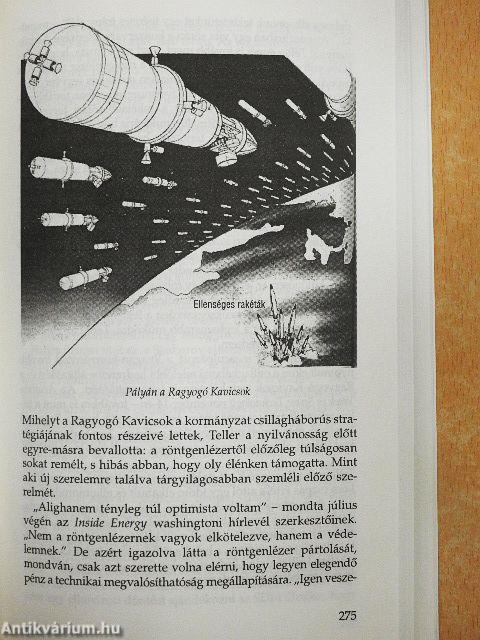 Ellenséges rakéták
Pályán a Ragyogó Kavicsok
Mihelyt a Ragyogó Kavicsok a kormányzat csillagháborús stra-
tégiájának fontos részeivé lettek, Teller a nyilvánosság előtt
egyre-másra bevallotta: a röntgenlézertől előzőleg túlságosan
sokat remélt, s hibás abban, hogy oly élénken támogatta. Mint
aki új szerelemre találva tárgyilagosabban szemléli előző sze-
relmét.
„Alighanem tényleg túl optimista voltam" – mondta július
végén az Inside Energy washingtoni hírlevél szerkesztőinek.
„Nem a röntgenlézernek vagyok elkötelezve, hanem a véde-
lemnek." De azért igazolva látta a röntgenlézer pártolását,
mondván, csak azt szerette volna elérni, hogy legyen elegendő
pénz a technikai megvalósíthatóság megállapítására. „Igen vesze-
275
Antikvárium.hu